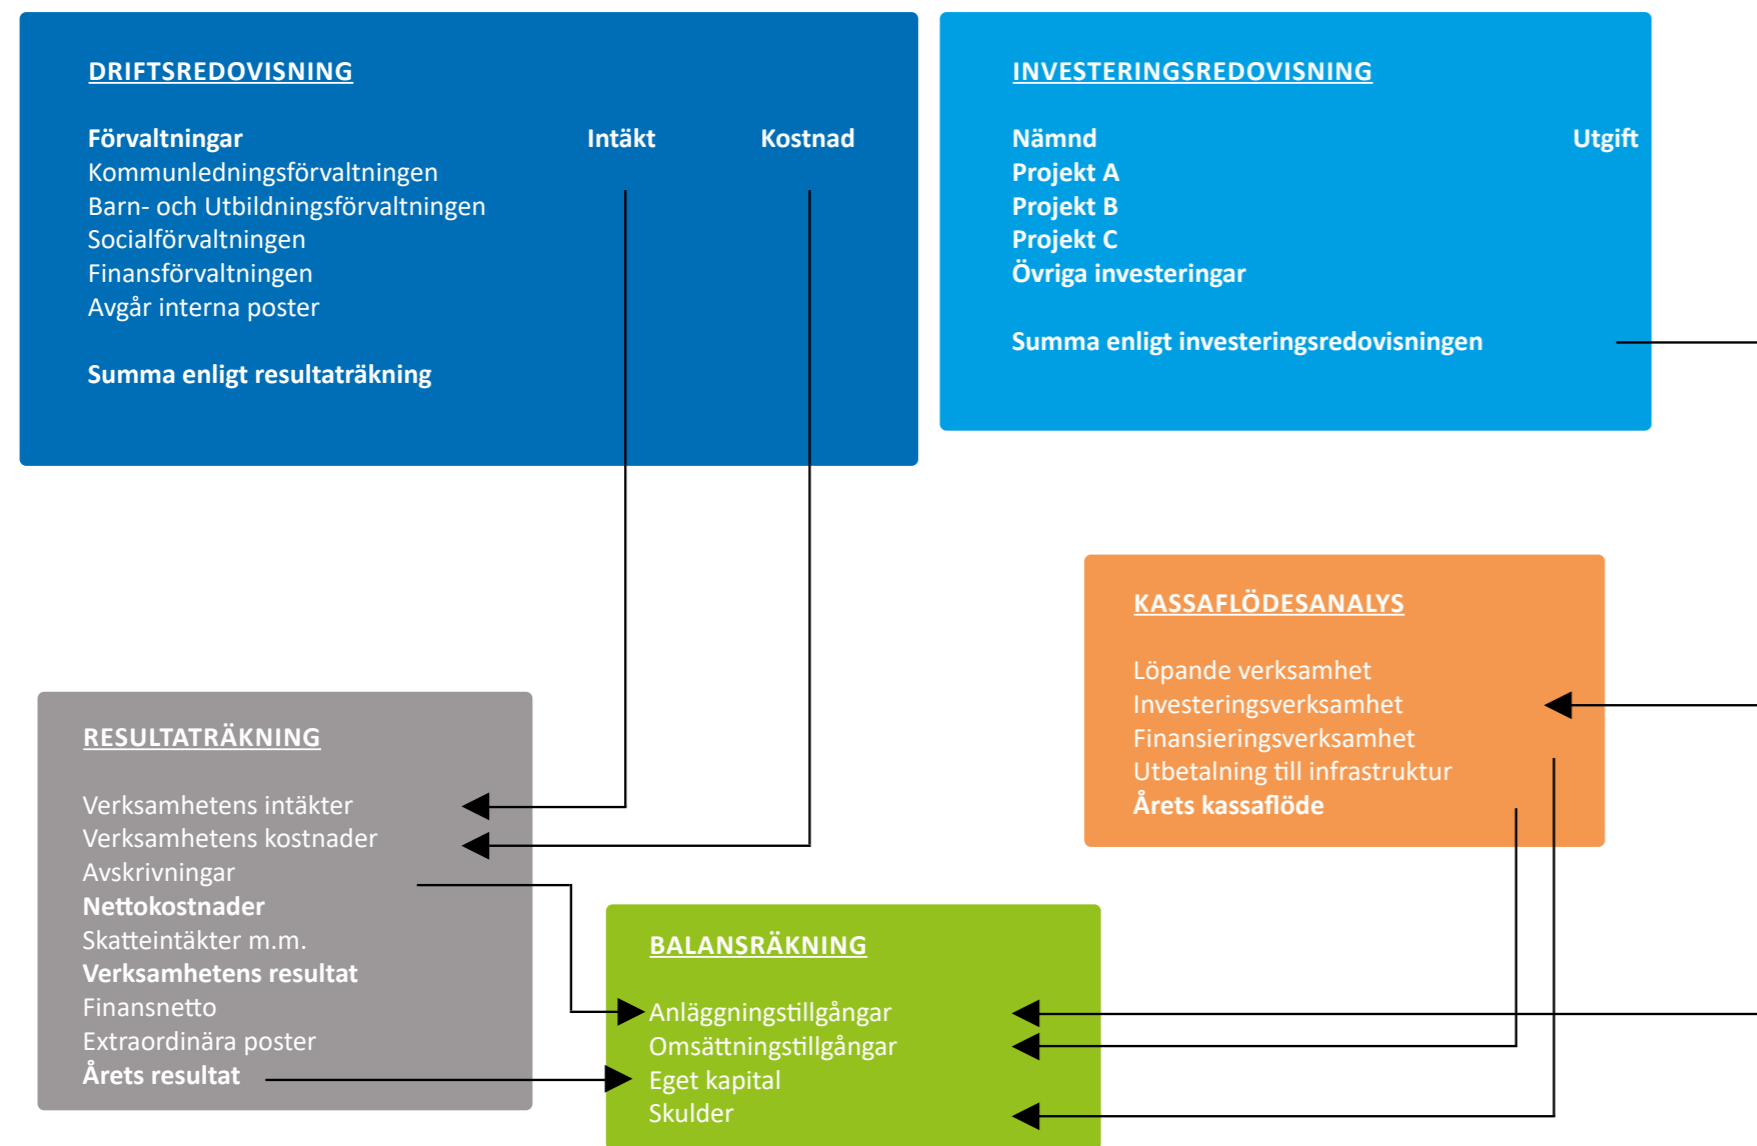 DRIFTSREDOVISNING
Förvaltningar Intäkt Kostnad
Kommunledningsförvaltningen
Barn- och Utbildningsförvaltningen
Socialförvaltningen
Finansförvaltningen
Avgår interna poster
Summa enligt resultaträkning
INVESTERINGSREDOVISNING
Nämnd Utgift
Projekt A
Projekt B
Projekt C
Övriga investeringar
Summa enligt investeringsredovisningen
KASSAFLÖDESANALYS
Löpande verksamhet
Investeringsverksamhet
Finansieringsverksamhet
Utbetalning till infrastruktur
Årets kassaflöde
RESULTATRÄKNING
Verksamhetens intäkter
Verksamhetens kostnader
Avskrivningar
Nettokostnader
Skatteintäkter m.m.
Verksamhetens resultat
Finansnetto
Extraordinära poster
Årets resultat
BALANSRÄKNING
Anläggningstillgångar
Omsättningstillgångar
Eget kapital
Skulder